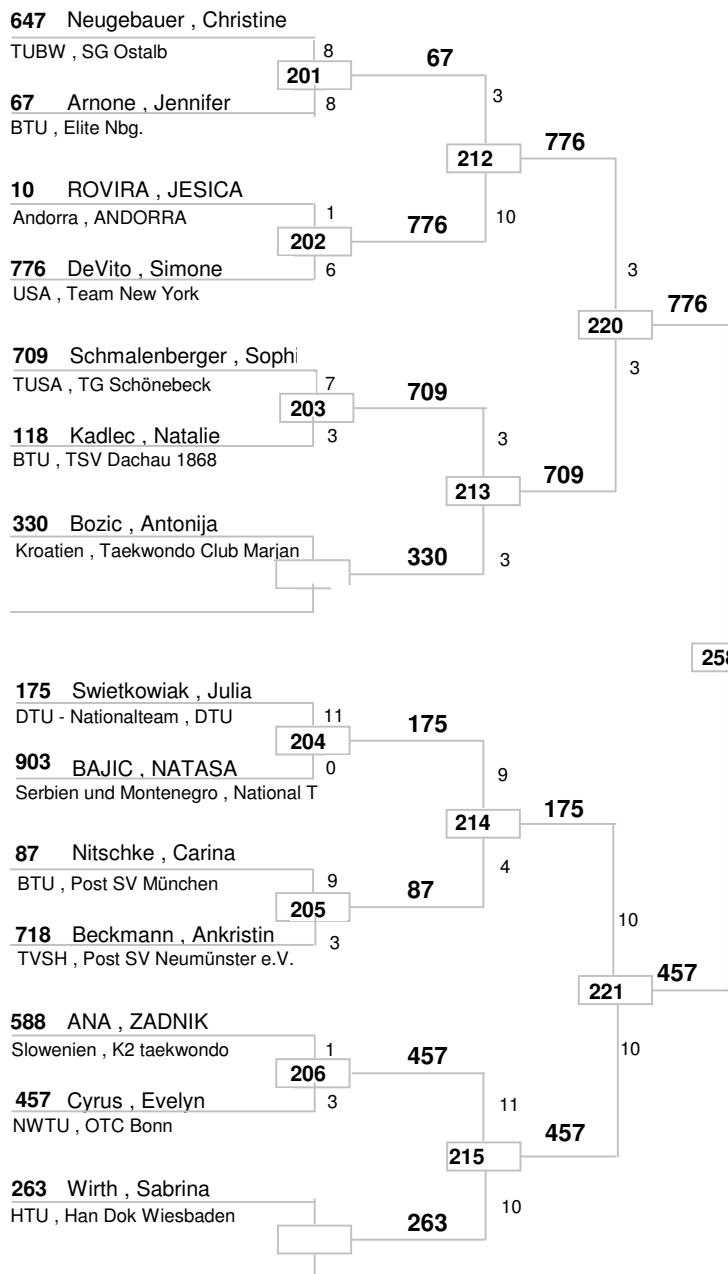 647 Neugebauer , Christine
TUBW , SG Ostalb
8
201
67
67 Arnone , Jennifer
8
BTU , Elite Nbg.
3
212
776
10 ROVIRA , JESICA
Andorra , ANDORRA
1
202
776
10
776 DeVito , Simone
6
USA , Team New York
3
220
776
709 Schmalenberger , Sophi
TUSA , TG Schönebeck
7
203
709
3
118 Kadlec , Natalie
3
BTU , TSV Dachau 1868
3
213
709
330 Bozic , Antonija
Kroatien , Taekwondo Club Marjan
330
3
258
175 Swietkowiak , Julia
DTU - Nationalteam , DTU
11
204
175
903 BAJIC , NATASA
0
Serbien und Montenegro , National T
9
214
175
87 Nitschke , Carina
BTU , Post SV München
9
205
87
4
718 Beckmann , Ankristin
3
TVSH , Post SV Neumünster e.V.
10
221
457
588 ANA , ZADNIK
Slowenien , K2 taekwondo
1
206
457
10
457 Cyrus , Evelyn
3
NWTU , OTC Bonn
11
215
457
263 Wirth , Sabrina
HTU , Han Dok Wiesbaden
263
10